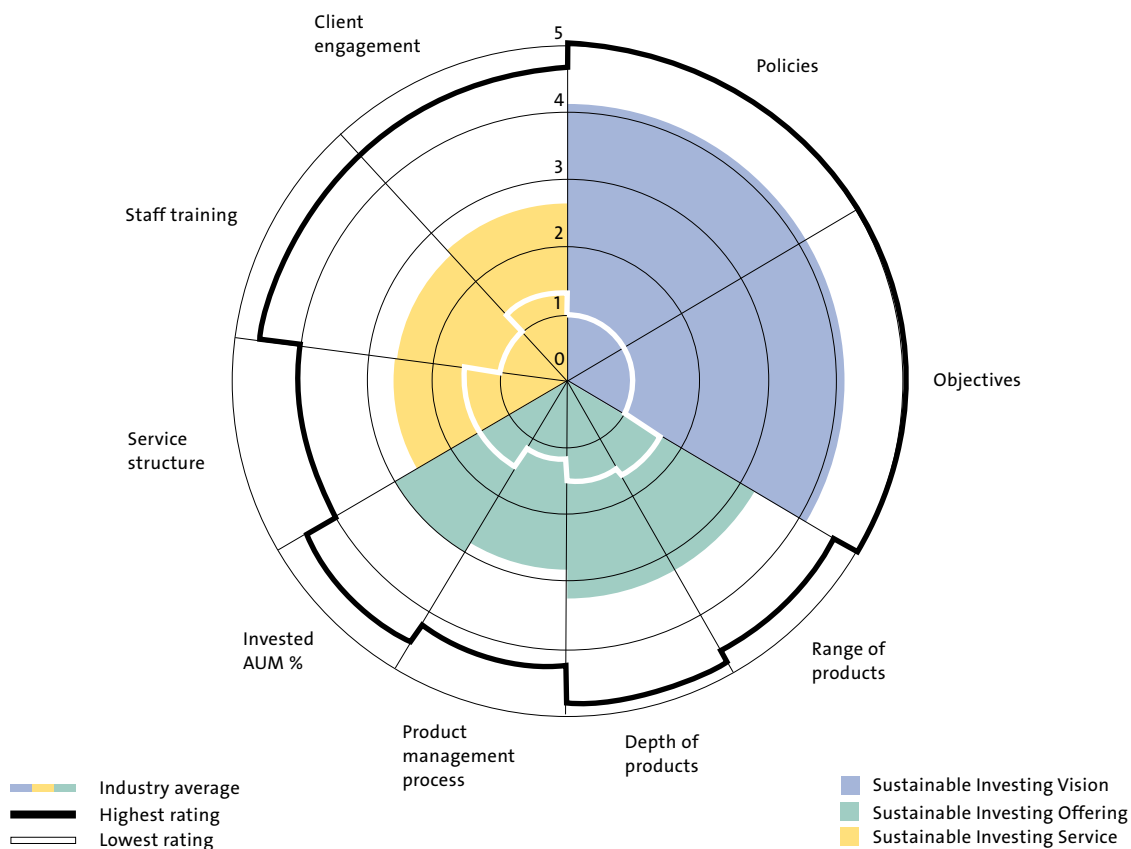 Client
engagement
5
Policies
4
3
Staff training
2
1
0
Objectives
Service
structure
Invested
AUM %
Range of
products
Product
management
process
Depth of
products
Industry average
Highest rating
Lowest rating
Sustainable Investing Vision
Sustainable Investing Offering
Sustainable Investing Service